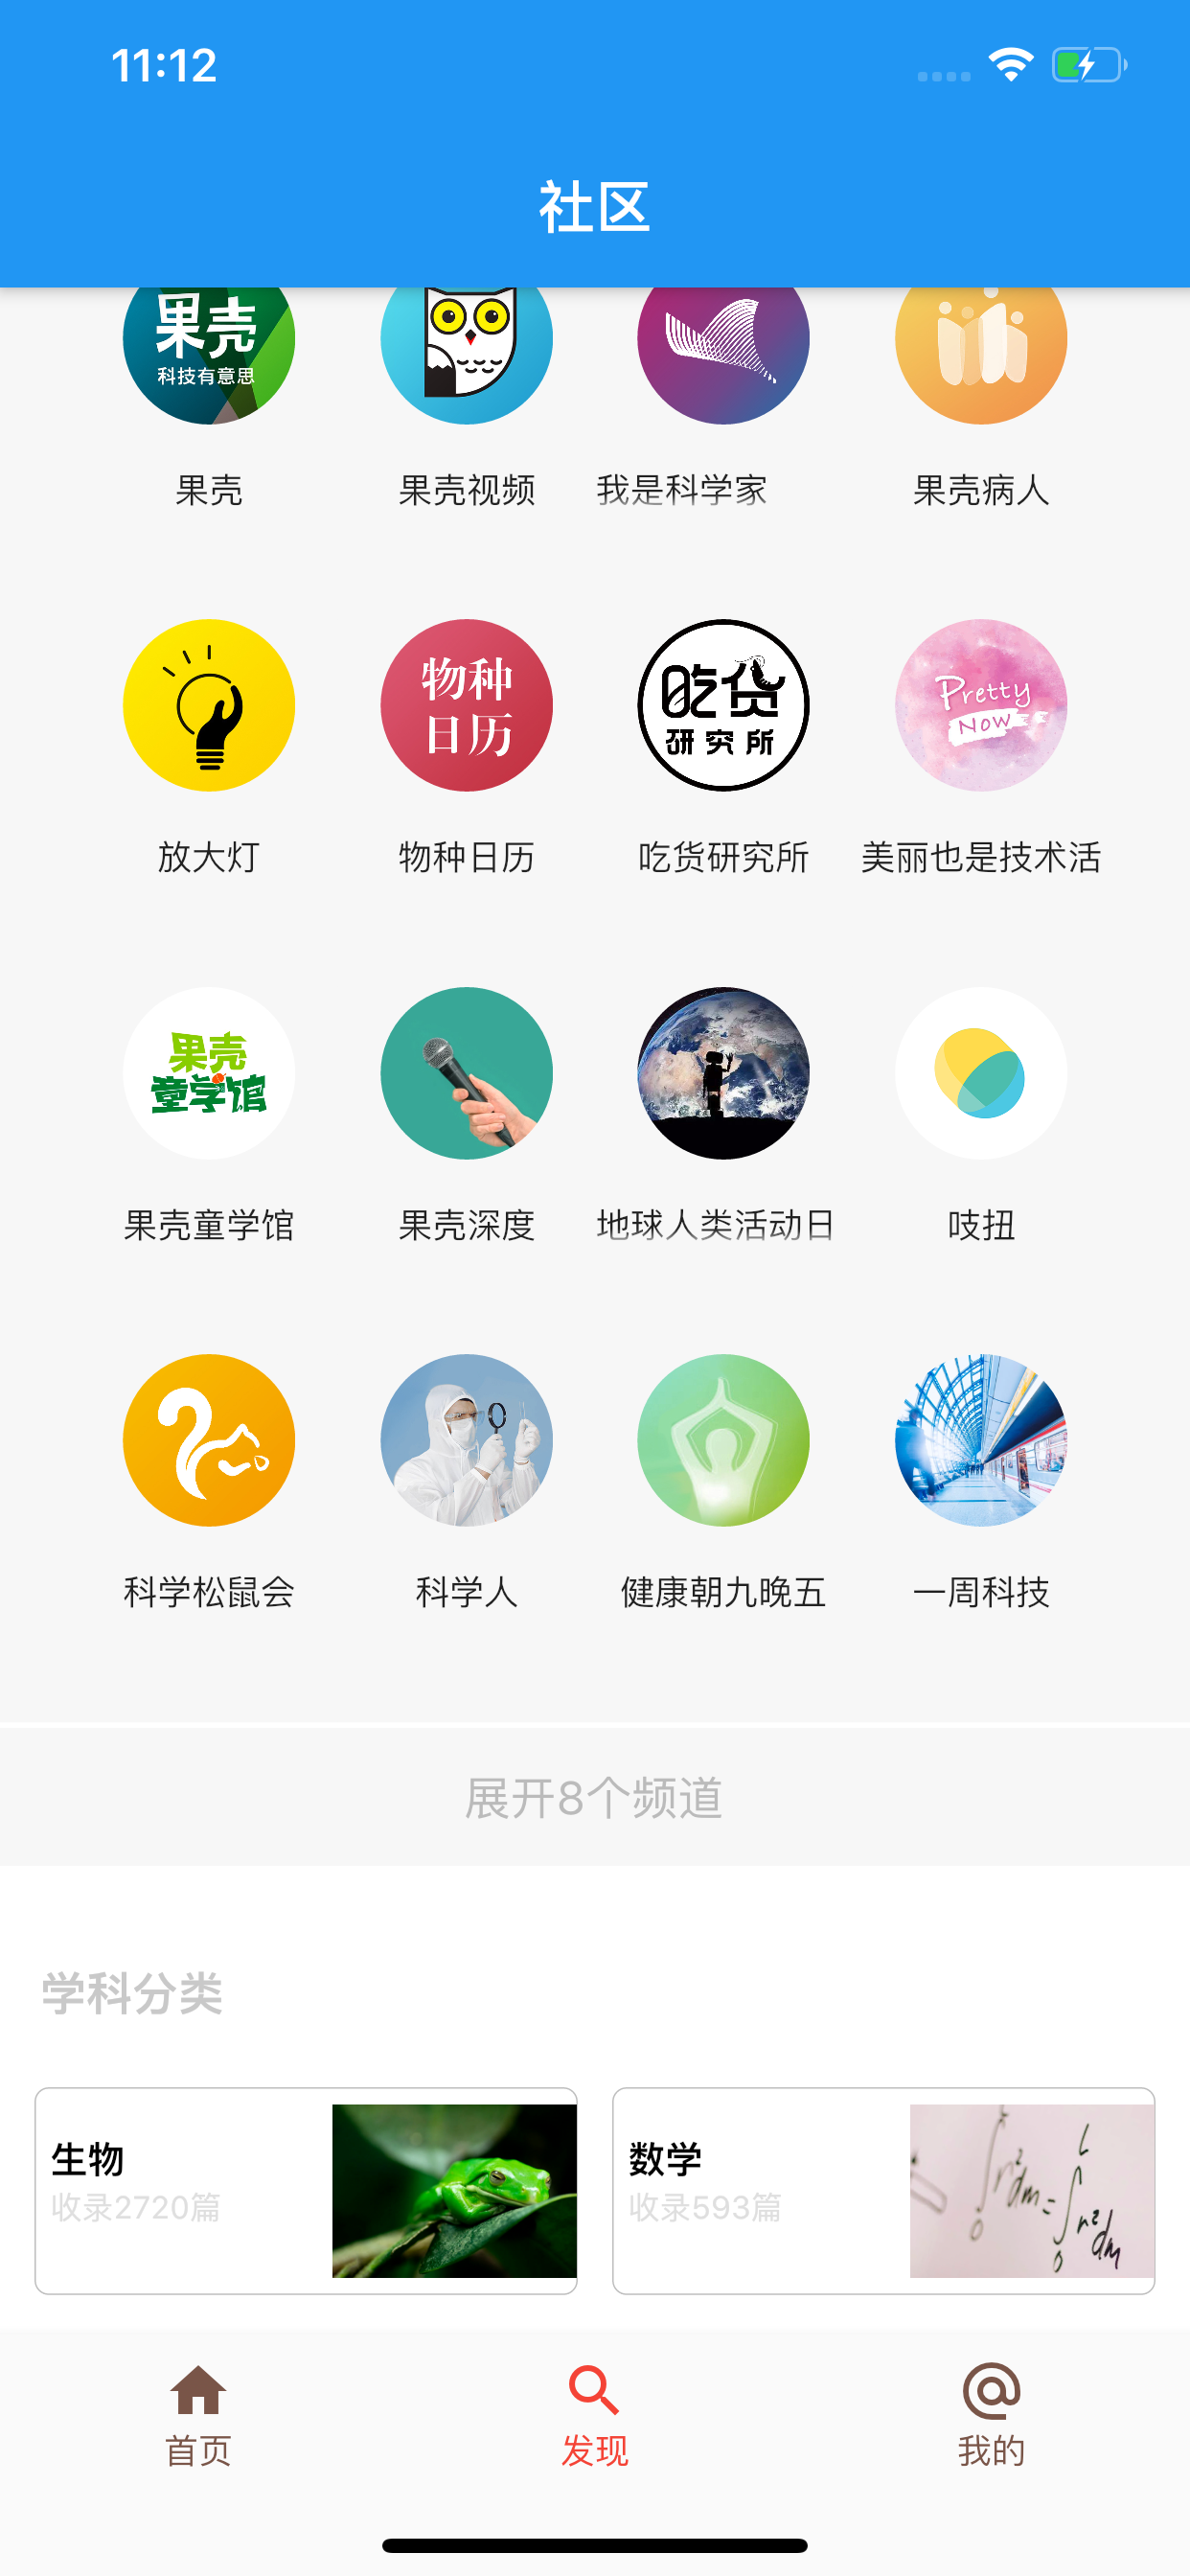 11:12
社区
果壳
科技有意思
果壳
果壳视频
我是科学家
果壳病人
物种
日历
吃货
研究所
Pretty
Now
放大灯
物种日历
吃货研究所
美丽也是技术活
果壳
童学馆
果壳童学馆
果壳深度
地球人类活动日
吱扭
科学松鼠会
科学人
健康朝九晚五
一周科技
展开8个频道
学科分类
生物
收录2720篇
数学
收录593篇
首页
发现
我的